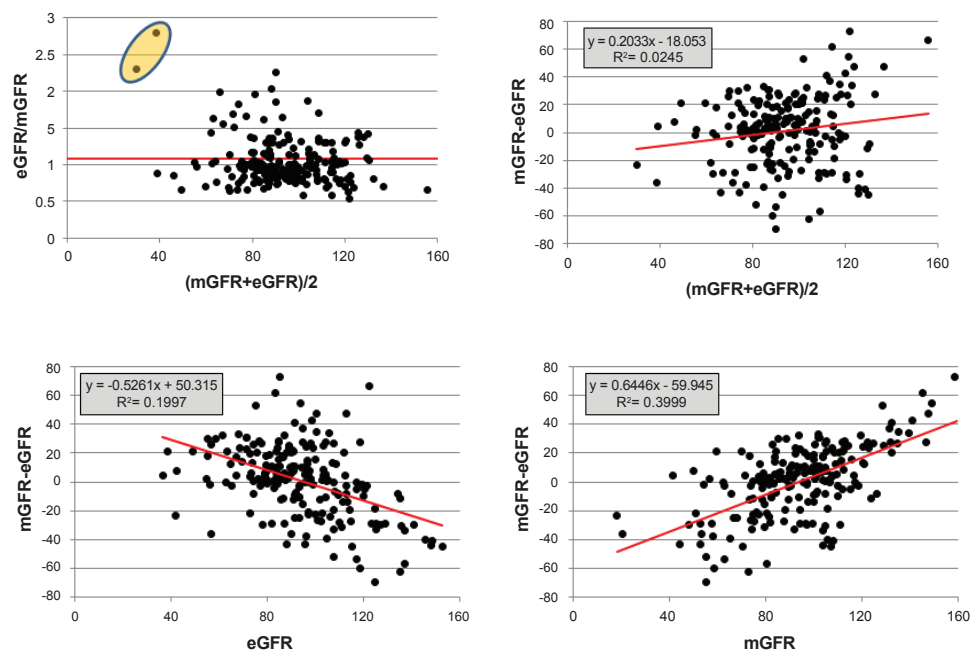 3
2.5
2
5
1
0.5
0
0 40 80 120 160
eGFR/mGFR
(mGFR+eGFR)/2
80
60
40
20
0
-20
-40
-60
-80
0 40 80 120 160
mGFR-eGFR
(mGFR+eGFR)/2
y = 0.2033x - 18.053
R²= 0.0245
80
60
40
20
0
-20
-40
-60
-80
0 40 80 120 160
mGFR-eGFR
eGFR
y = -0.5261x + 50.315
R²= 0.1997
80
60
40
20
0
-20
-40
-60
-80
0 40 80 120 160
mGFR-eGFR
mGFR
y = 0.6446x - 59.945
R²= 0.3999